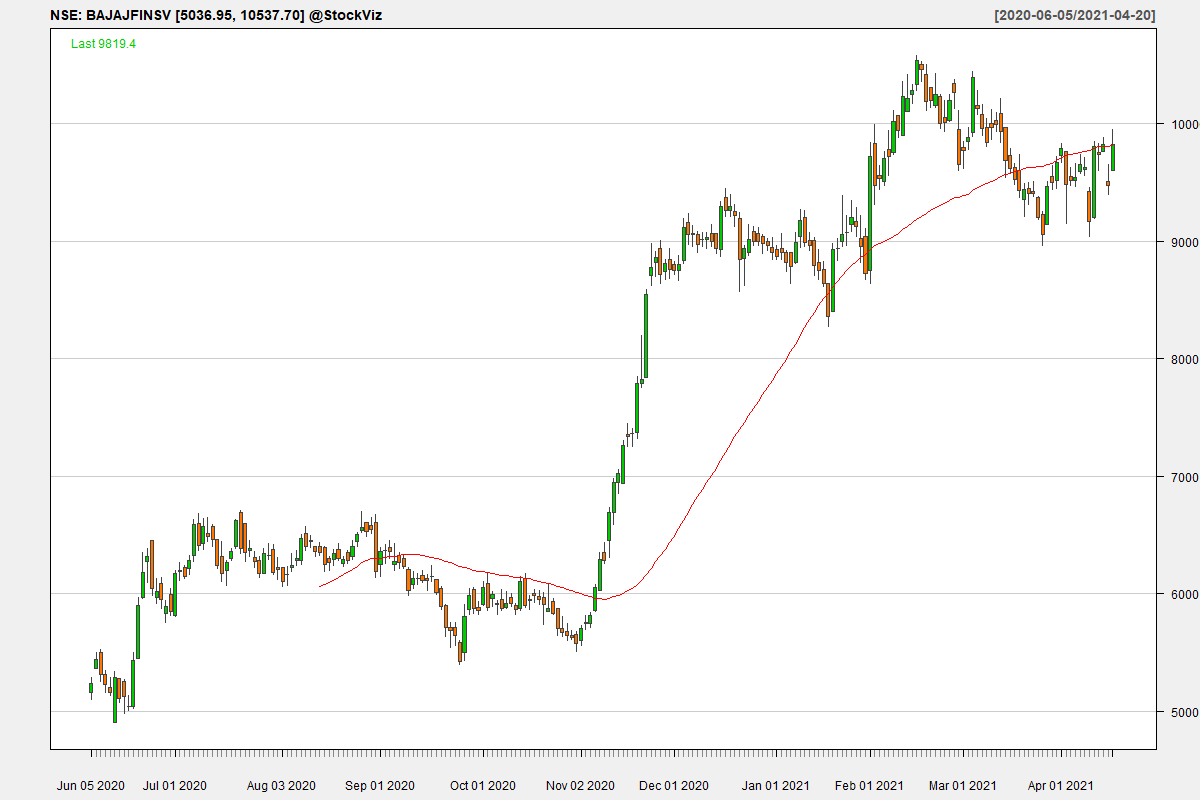 NSE: BAJAJFINSV [5036.95, 10537.70] @StockViz [2020-06-05/2021-04-20]
Last 9819.4
1000
9000
8000
7000
6000
5000
Jun 05 2020 Jul 01 2020 Aug 03 2020 Sep 01 2020 Oct 01 2020 Nov 02 2020 Dec 01 2020 Jan 01 2021 Feb 01 2021 Mar 01 2021 Apr 01 2021